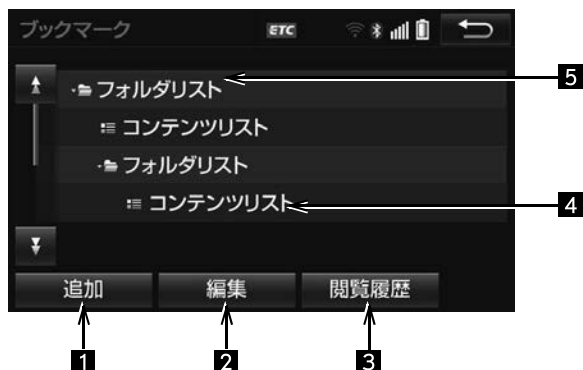 ブックマーク ETC
フォルダリスト 5
コンテンツリスト
フォルダリスト
コンテンツリスト 4
追加 編集 閲覧履歴
1 2 3